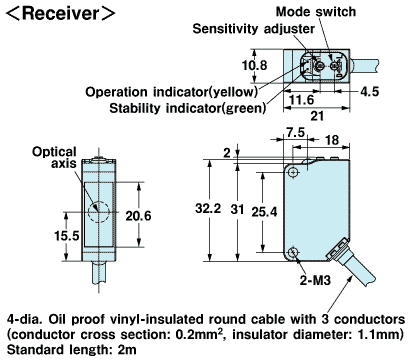 <Receiver>
Mode switch
Sensitivity adjuster
10.8
Operation indicator(yellow)
Stability indicator(green)
11.6
4.5
21
Optical
axis
2
7.5
18
20.6
15.5
32.2
31
25.4
2-M3
4-dia. Oil proof vinyl-insulated round cable with 3 conductors
(conductor cross section: 0.2mm², insulator diameter: 1.1mm)
Standard length: 2m